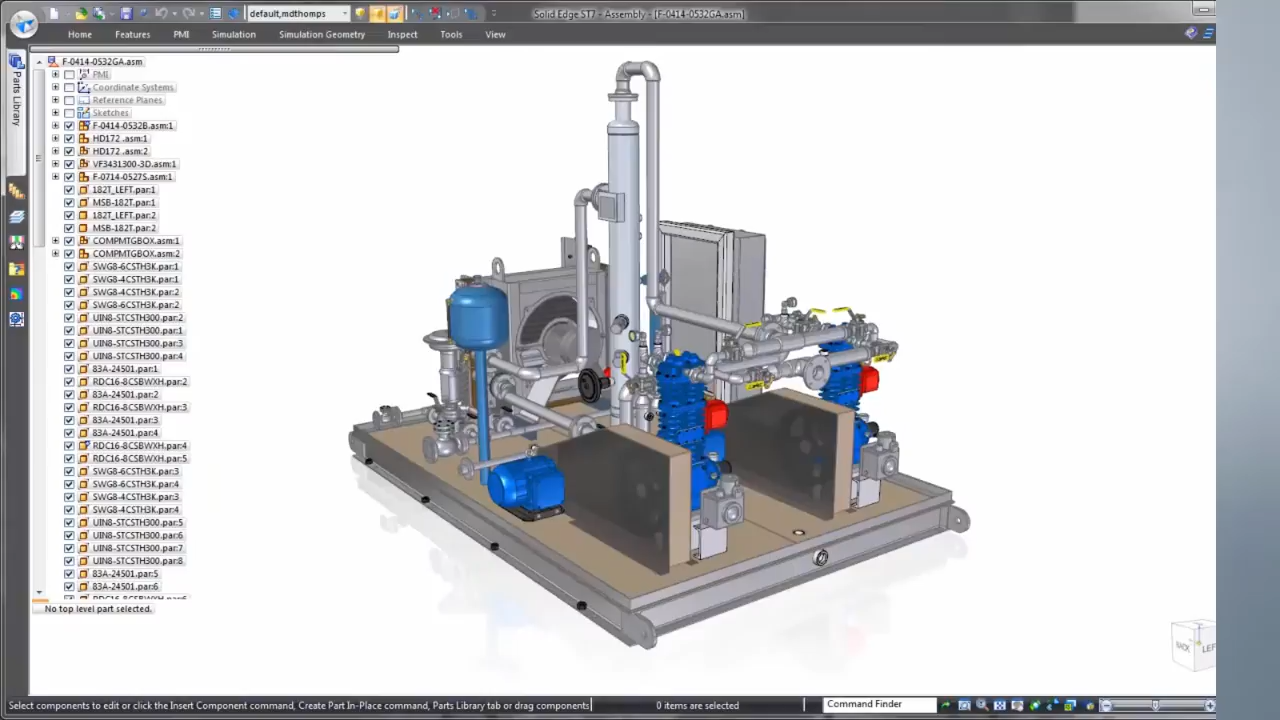 default,mdthomps
Solid Edge ST7 - Assembly - [F-0414-0532GA.asm]
Home Features PMI Simulation Simulation Geometry Inspect Tools View
Parts Library
F-0414-0532GA.asm
PMI
Coordinate Systems
Reference Planes
Sketches
F-0414-0532B.asm:1
HD172 .asm:1
HD172 .asm:2
VF3431300-3D.asm:1
F-0714-0527S.asm:1
182T_LEFT.par:1
MSB-182T.par:1
182T_LEFT.par:2
MSB-182T.par:2
COMPMTGBOX.asm:1
COMPMTGBOX.asm:2
SWG8-6CSTH3K.par:1
SWG8-4CSTH3K.par:1
SWG8-4CSTH3K.par:2
SWG8-6CSTH3K.par:2
UIN8-STCSTH300.par:2
UIN8-STCSTH300.par:1
UIN8-STCSTH300.par:3
UIN8-STCSTH300.par:4
83A-24501.par:1
RDC16-8CSBWXH.par:2
83A-24501.par:2
RDC16-8CSBWXH.par:3
83A-24501.par:3
83A-24501.par:4
RDC16-8CSBWXH.par:4
RDC16-8CSBWXH.par:5
SWG8-6CSTH3K.par:3
SWG8-6CSTH3K.par:4
SWG8-4CSTH3K.par:3
SWG8-4CSTH3K.par:4
UIN8-STCSTH300.par:5
UIN8-STCSTH300.par:6
UIN8-STCSTH300.par:7
UIN8-STCSTH300.par:8
83A-24501.par:5
83A-24501.par:6
RDC16-8CSBWXH.par:6
No top level part selected.
BACK LEFT
Select components to edit or click the Insert Component command, Create Part In-Place command, Parts Library tab or drag components
0 items are selected
Command Finder